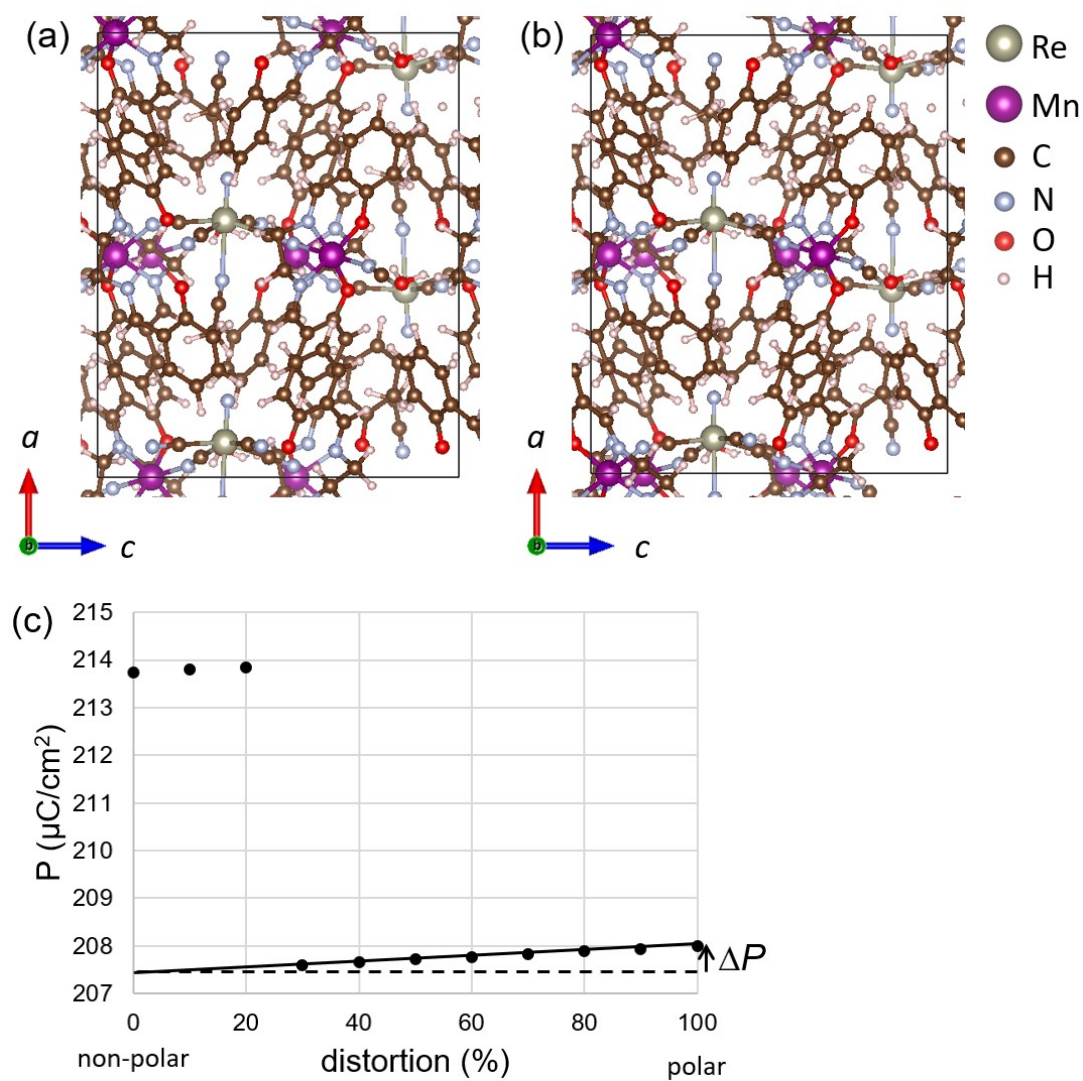 (a)
(b)
Re
Mn
C
N
O
H
a
b
c
a
b
c
(c)
215
214
213
212
211
210
209
208
207
P (μC/cm²)
ΔP
0
20
40
60
80
100
non-polar
distortion (%)
polar